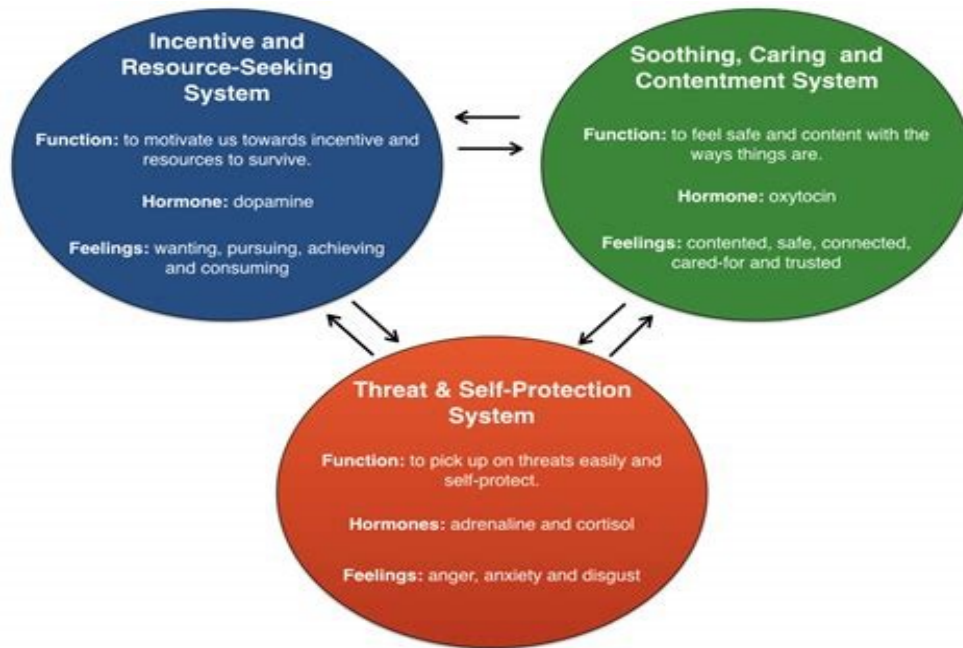 Incentive and
Resource-Seeking
System
Function: to motivate us towards incentive and
resources to survive.
Hormone: dopamine
Feelings: wanting, pursuing, achieving
and consuming
Soothing, Caring and
Contentment System
Function: to feel safe and content with the
ways things are.
Hormone: oxytocin
Feelings: contented, safe, connected,
cared-for and trusted
Threat & Self-Protection
System
Function: to pick up on threats easily and
self-protect.
Hormones: adrenaline and cortisol
Feelings: anger, anxiety and disgust